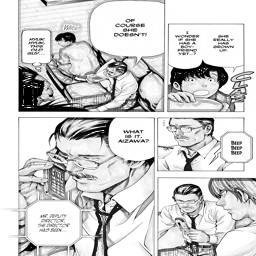 OF
COURSE
SHE
DOESN'T!
I
WONDER
IF SHE
HAS A
BOY-
FRIEND
YET..?
SHE
REALLY
HAS
GROWN
UP.
BEEP
BEEP
BEEP
WHAT
IS IT,
AIZAWA?
MR. DEPUTY
DIRECTOR,
THE DIRECTOR
HAS BEEN...